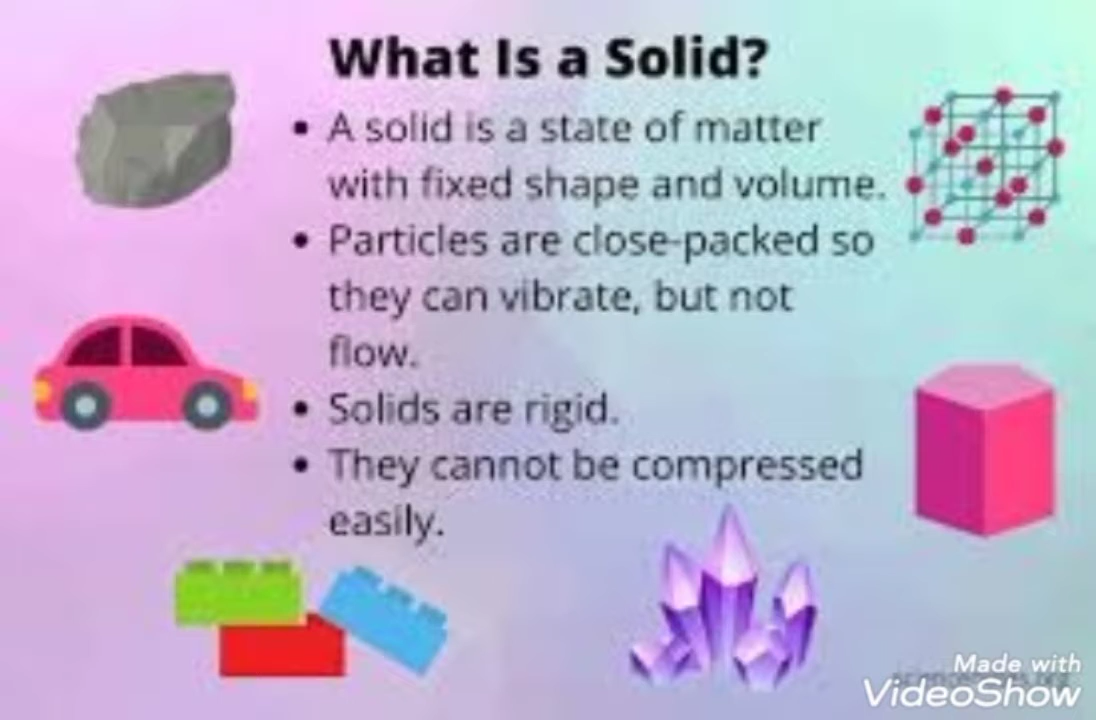 What Is a Solid?
• A solid is a state of matter
with fixed shape and volume.
• Particles are close-packed so
they can vibrate, but not
flow.
• Solids are rigid.
• They cannot be compressed
easily.
Made with
VideoShow